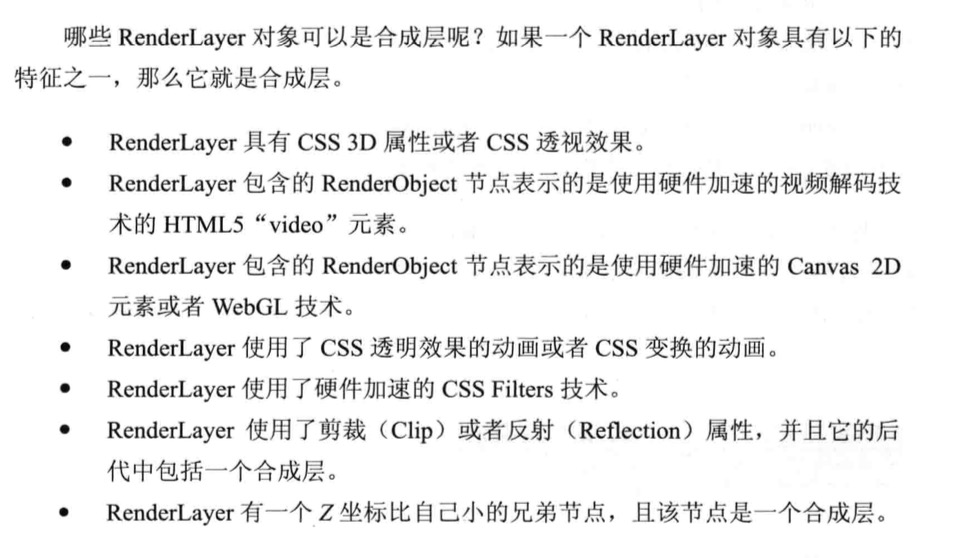 哪些 RenderLayer 对象可以是合成层呢？如果一个 RenderLayer 对象具有以下的
特征之一，那么它就是合成层。
● RenderLayer 具有 CSS 3D 属性或者 CSS 透视效果。
● RenderLayer 包含的 RenderObject 节点表示的是使用硬件加速的视频解码技
术的 HTML5“video”元素。
● RenderLayer 包含的 RenderObject 节点表示的是使用硬件加速的 Canvas 2D
元素或者 WebGL 技术。
● RenderLayer 使用了 CSS 透明效果的动画或者 CSS 变换的动画。
● RenderLayer 使用了硬件加速的 CSS Filters 技术。
● RenderLayer 使用了剪裁（Clip）或者反射（Reflection）属性，并且它的后
代中包括一个合成层。
● RenderLayer 有一个 Z 坐标比自己小的兄弟节点，且该节点是一个合成层。